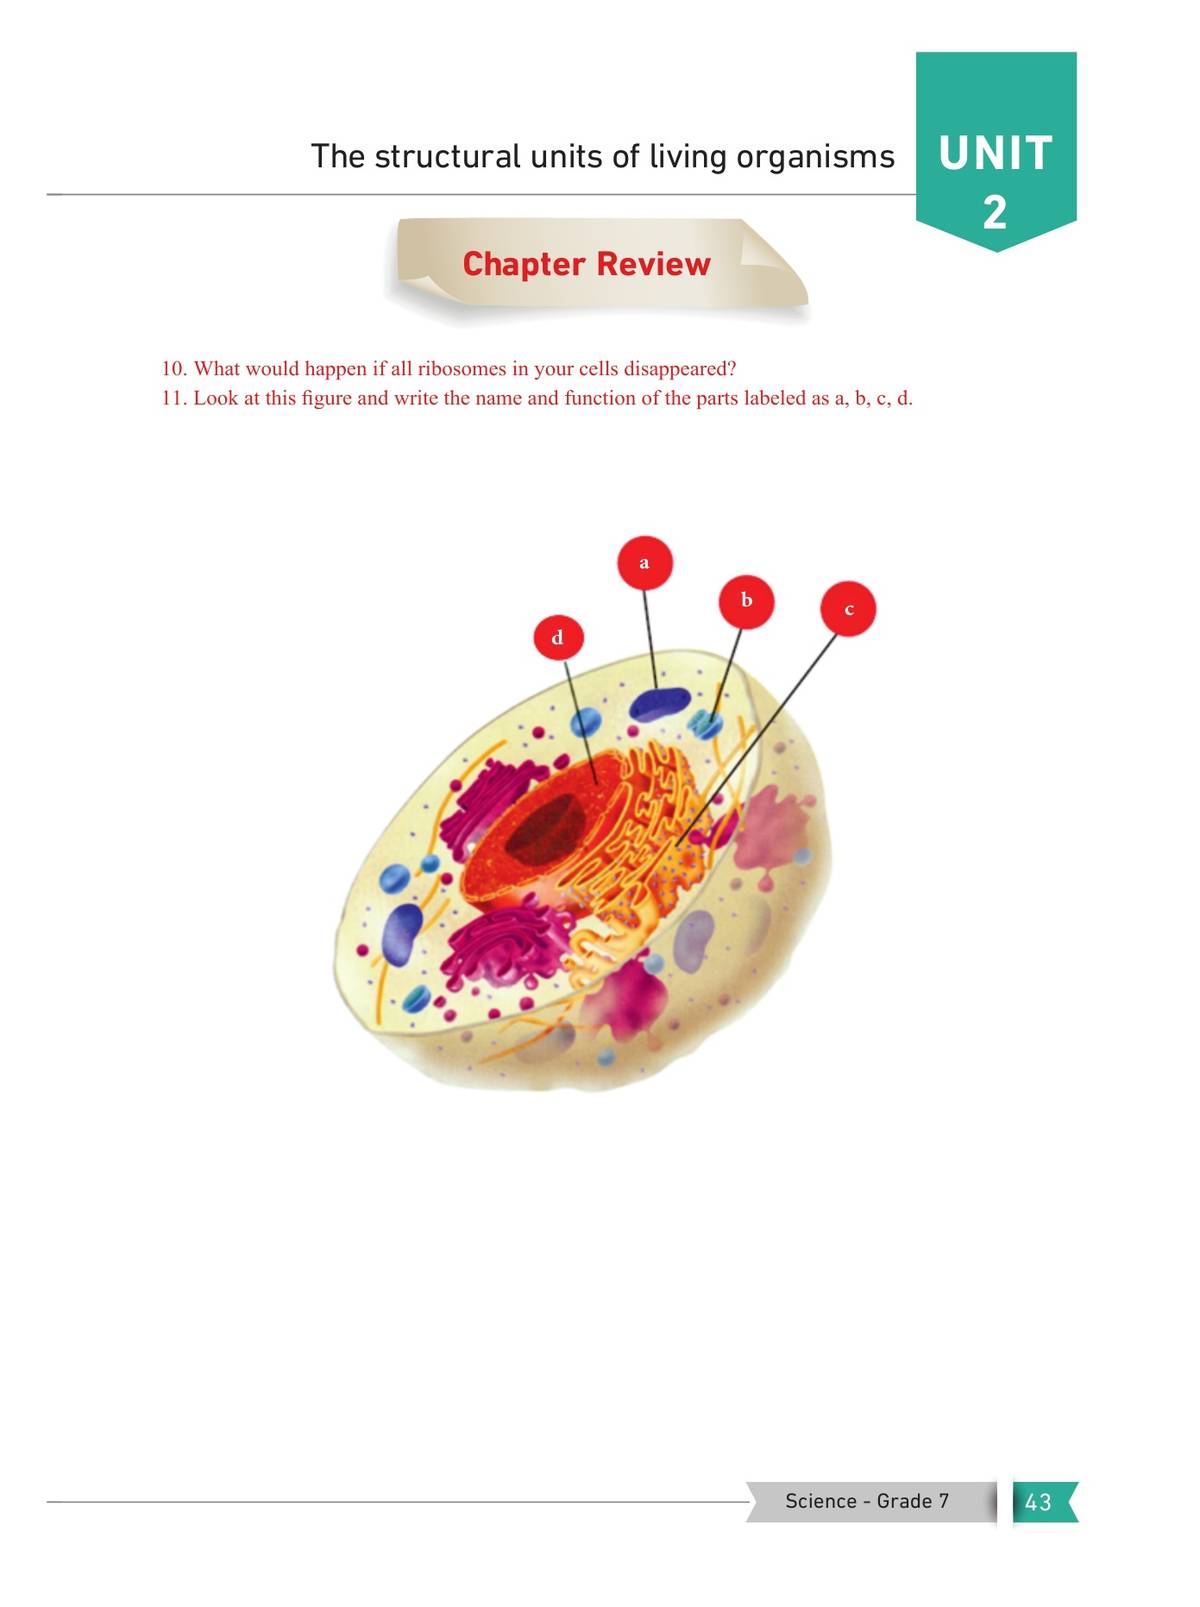 The structural units of living organisms
UNIT
2
Chapter Review
10. What would happen if all ribosomes in your cells disappeared?
11. Look at this figure and write the name and function of the parts labeled as a, b, c, d.
a
b
c
d
Science - Grade 7
43